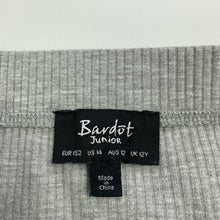 Bardot
JUNIOR
EUR 152 US 14 AUS 12 UK 12Y
Made in
China